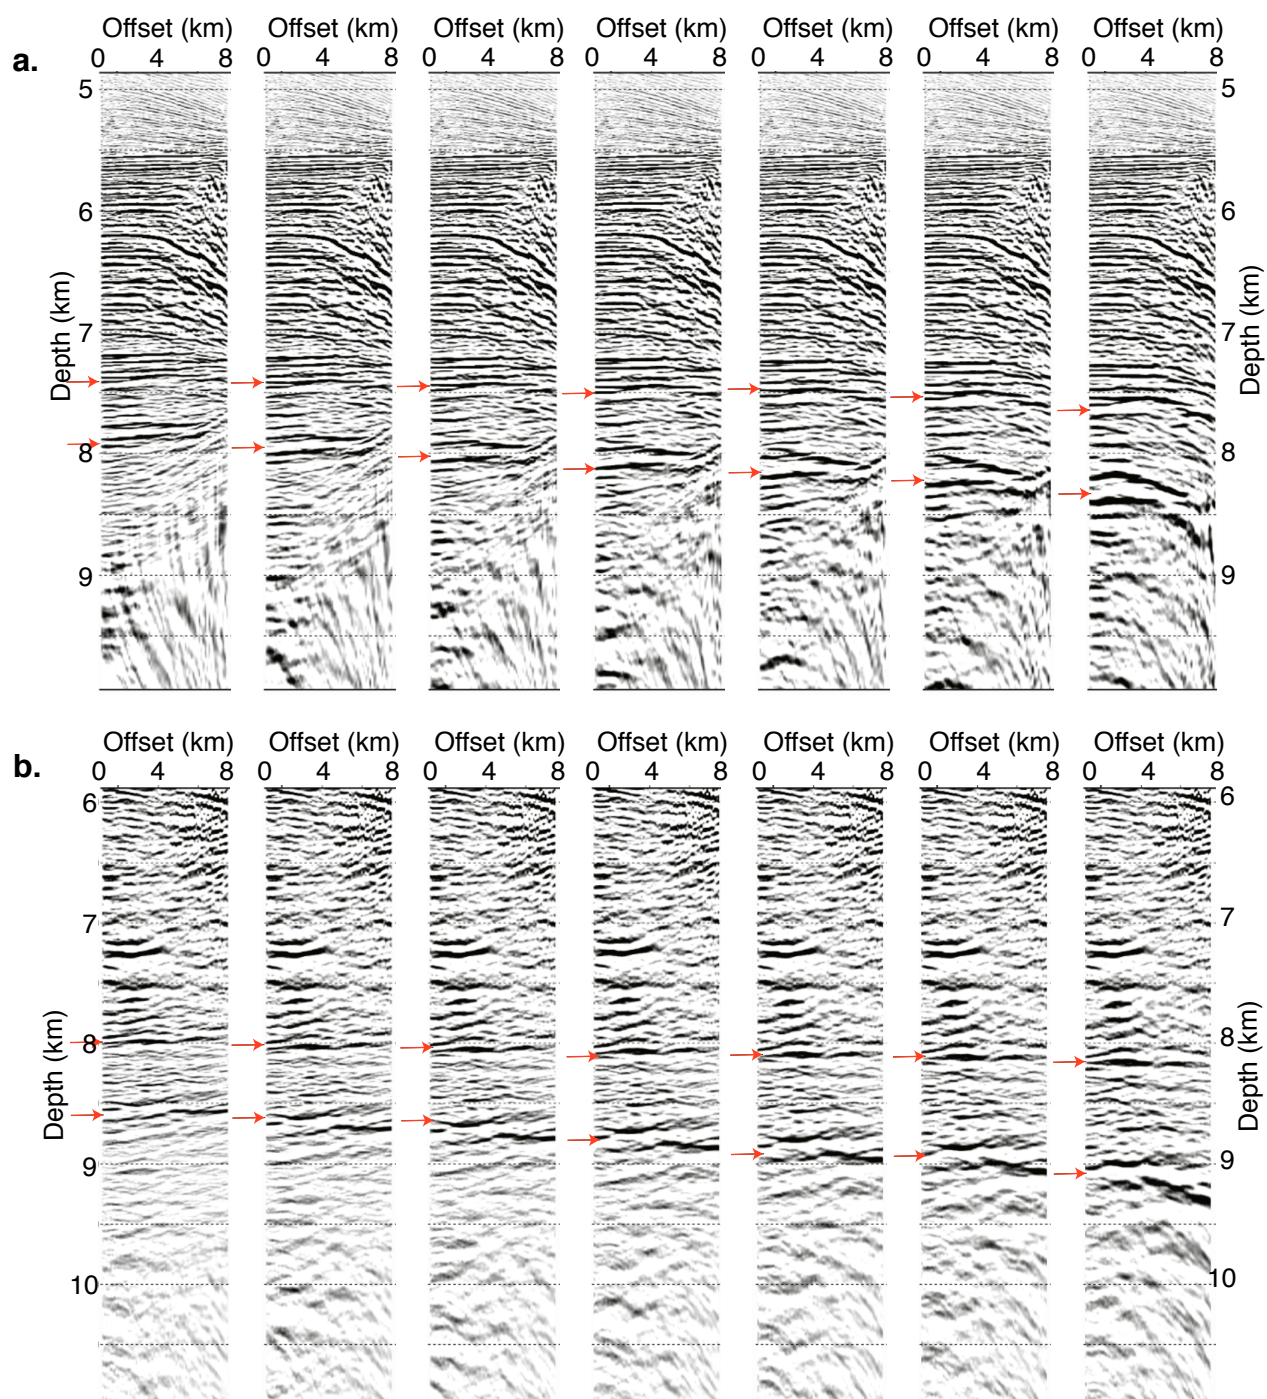 Offset (km) Offset (km) Offset (km) Offset (km) Offset (km) Offset (km) Offset (km)
a. 0 4 8 0 4 8 0 4 8 0 4 8 0 4 8 0 4 8 0 4 8
5 5
6 6
Depth (km) Depth (km)
7 7
8 8
9 9
Offset (km) Offset (km) Offset (km) Offset (km) Offset (km) Offset (km) Offset (km)
b. 0 4 8 0 4 8 0 4 8 0 4 8 0 4 8 0 4 8 0 4 8
6 6
7 7
8 8
Depth (km) Depth (km)
9 9
10 10